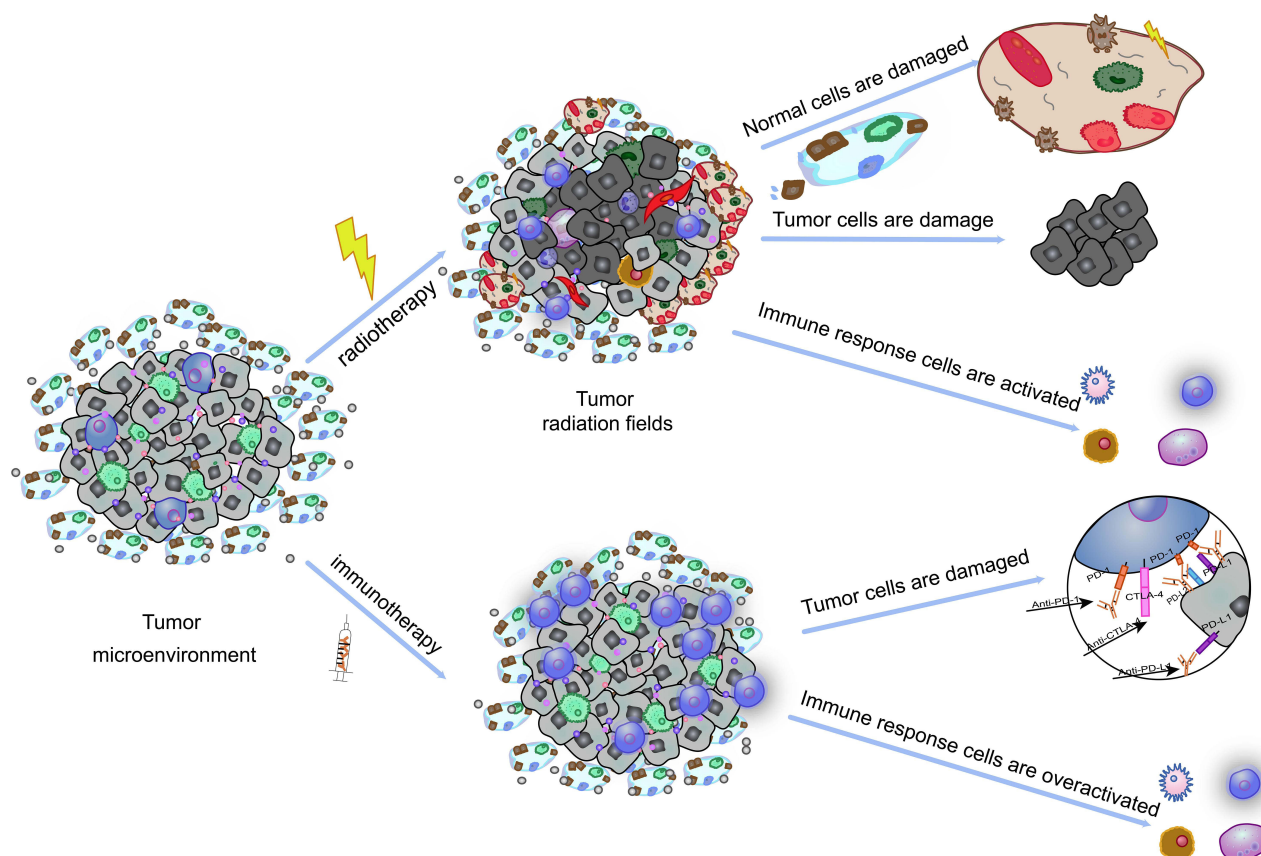 Normal cells are damaged
Tumor cells are damage
radiotherapy
Immune response cells are activated
Tumor
radiation fields
Tumor
microenvironment
immunotherapy
Tumor cells are damaged
PD-1
PD-1
PD-1
PD-L1
PD-L2
CTLA-4
Anti-PD-1
Anti-CTLA-4
PD-L1
Anti-PD-L1
Immune response cells are overactivated